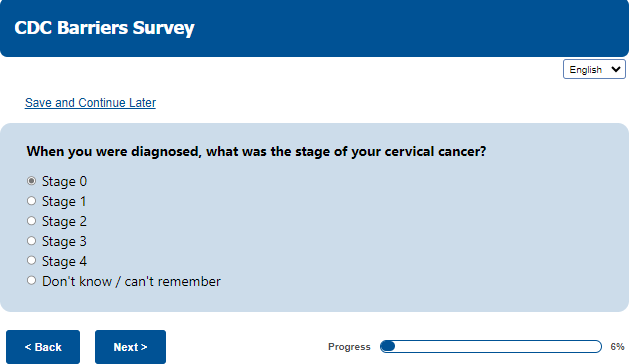 CDC Barriers Survey
English
Save and Continue Later
When you were diagnosed, what was the stage of your cervical cancer?
Stage 0
Stage 1
Stage 2
Stage 3
Stage 4
Don't know / can't remember
< Back
Next >
Progress
6%